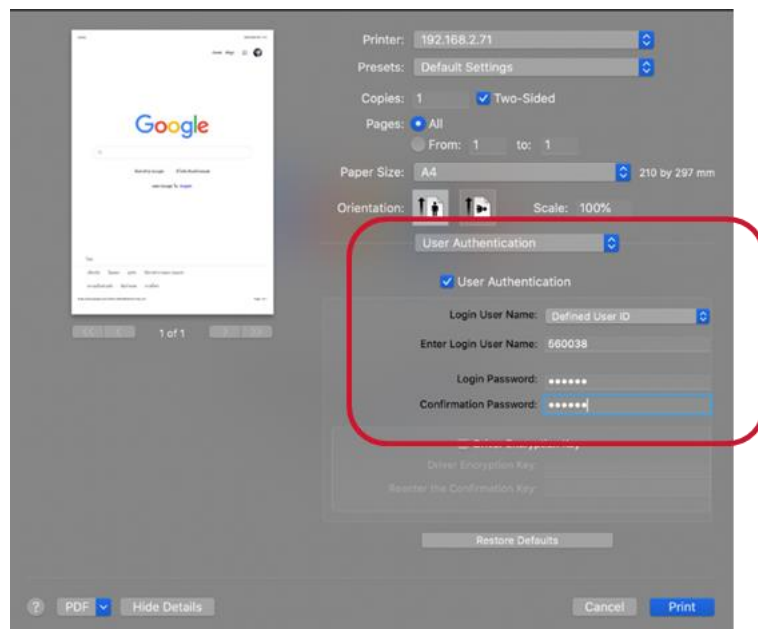 Printer: 192.168.2.71
Presets: Default Settings
Copies: 1 Two-Sided
Pages: All
From: 1 to: 1
Paper Size: A4 210 by 297 mm
Orientation: Scale: 100%
User Authentication
User Authentication
Login User Name: Defined User ID
Enter Login User Name: 560038
Login Password: ••••••
Confirmation Password: ••••••
Driver Encryption Key
Driver Encryption Key:
Reenter the Confirmation Key:
Restore Defaults
Google
1 of 1
? PDF Hide Details Cancel Print